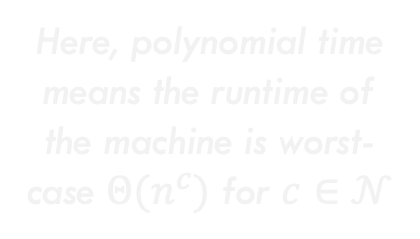 Here, polynomial time
means the runtime of
the machine is worst-
case Θ(n^c) for c ∈ 𝒩